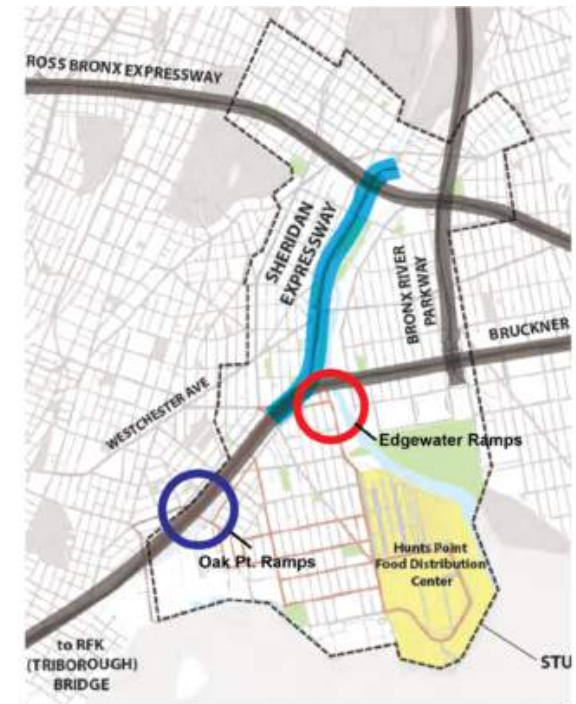 ROSS BRONX EXPRESSWAY
SHERIDAN
EXPRESSWAY
BRONX RIVER
PARKWAY
BRUCKNER
WESTCHESTER AVE
Edgewater Ramps
Oak Pt. Ramps
Hunts Point
Food Distribution
Center
to RFK
(TRIBOROUGH)
BRIDGE
STU